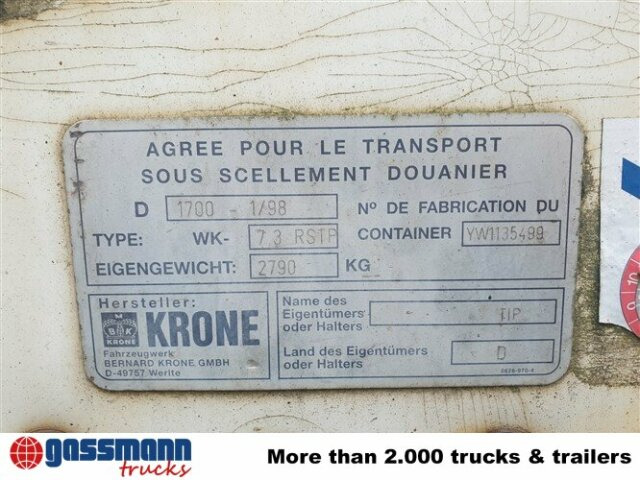 AGREE POUR LE TRANSPORT
SOUS SCELLEMENT DOUANIER
D 1700 - 1/98 Nº DE FABRICATION DU
TYPE: WK- 7,3 RSTP CONTAINER YW1135499
EIGENGEWICHT: 2790 KG
Hersteller:
M
B K
KRONE
KRONE
Fahrzeugwerk
BERNARD KRONE GMBH
D-49757 Werlte
Name des
Eigentümers
oder Halters
TIP
Land des Eigentümers
oder Halters
D
gassmann
trucks
More than 2.000 trucks & trailers